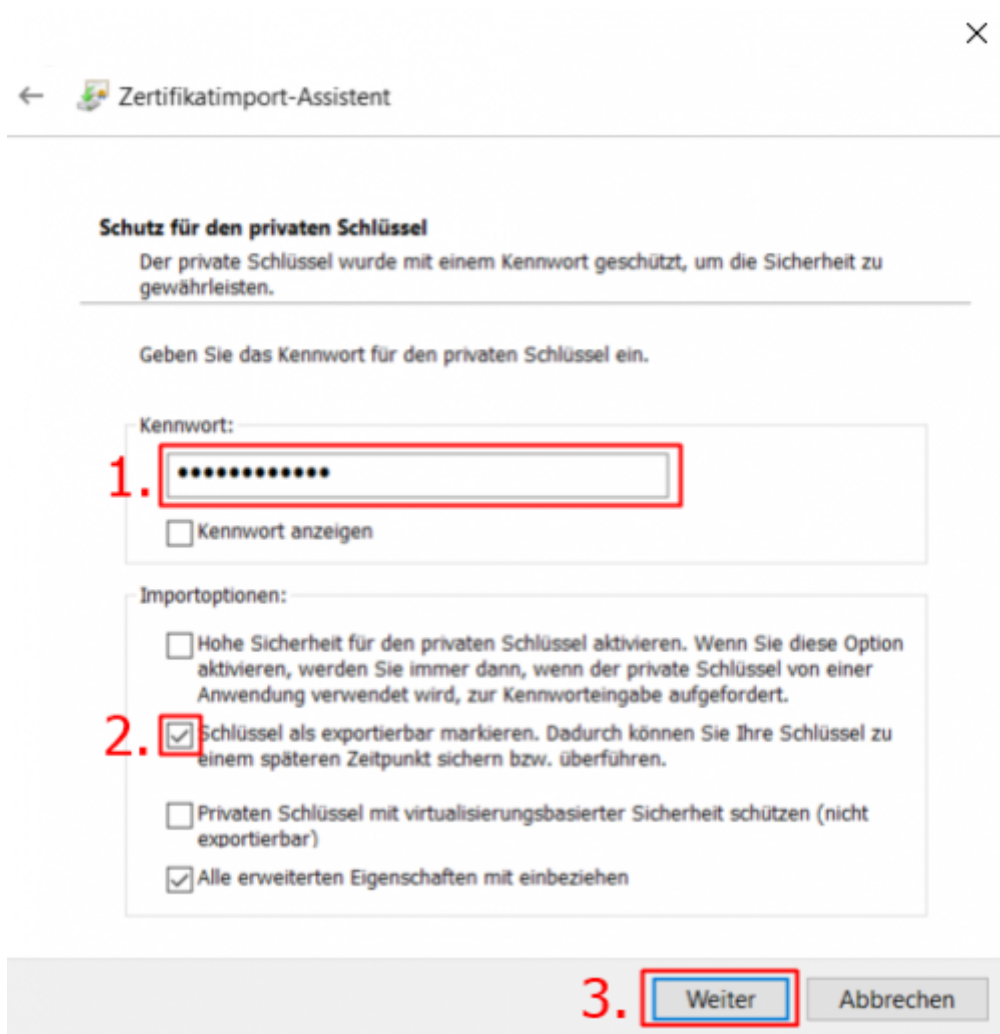 Zertifikatimport-Assistent
Schutz für den privaten Schlüssel
Der private Schlüssel wurde mit einem Kennwort geschützt, um die Sicherheit zu
gewährleisten.
Geben Sie das Kennwort für den privaten Schlüssel ein.
Kennwort:
1. ••••••••••••
Kennwort anzeigen
Importoptionen:
Hohe Sicherheit für den privaten Schlüssel aktivieren. Wenn Sie diese Option
aktivieren, werden Sie immer dann, wenn der private Schlüssel von einer
Anwendung verwendet wird, zur Kennworteingabe aufgefordert.
2. Schlüssel als exportierbar markieren. Dadurch können Sie Ihre Schlüssel zu
einem späteren Zeitpunkt sichern bzw. überführen.
Privaten Schlüssel mit virtualisierungsbasierter Sicherheit schützen (nicht
exportierbar)
Alle erweiterten Eigenschaften mit einbeziehen
3. Weiter Abbrechen